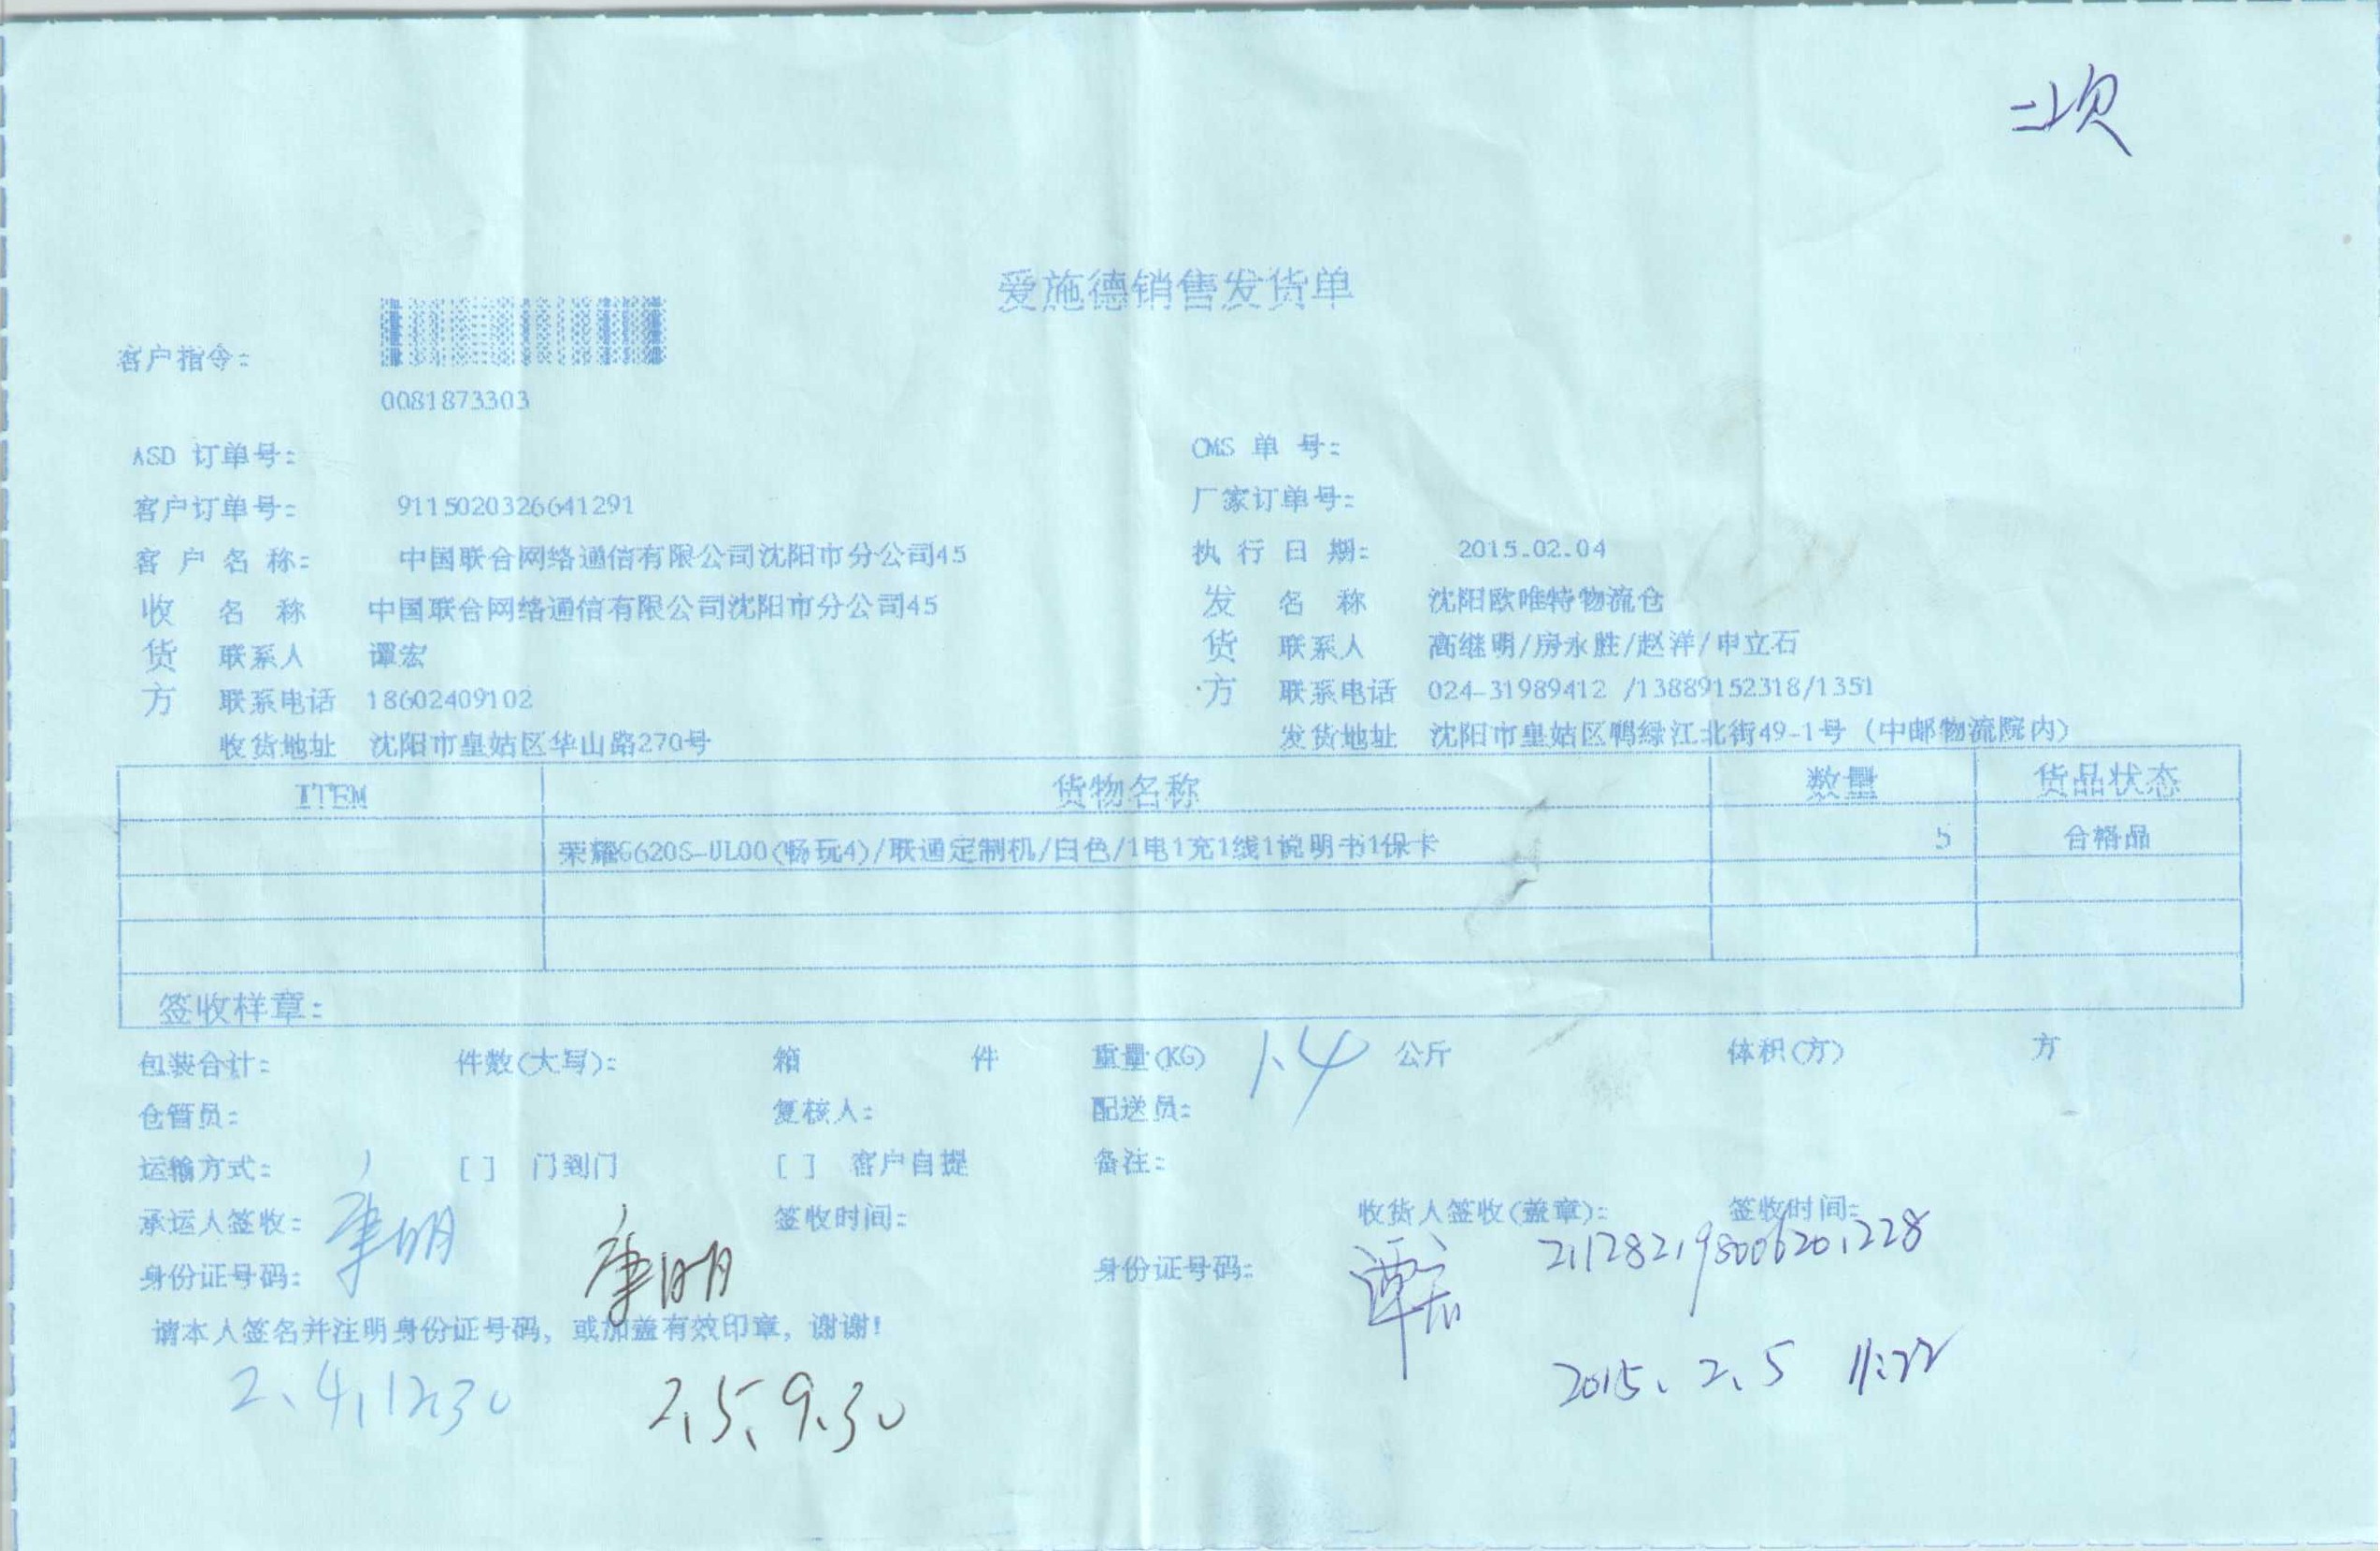 二次
爱施德销售发货单
客户指令:
0081873303
ASD 订单号: CMS 单 号:
客户订单号: 9115020326641291 厂家订单号:
客 户 名 称: 中国联合网络通信有限公司沈阳市分公司45 执 行 日 期: 2015.02.04
收 名 称 中国联合网络通信有限公司沈阳市分公司45 发 名 称 沈阳欧唯特物流仓
货 联系人 谭宏 货 联系人 高继明/房永胜/赵洋/申立石
方 联系电话 18602409102 方 联系电话 024-31989412 /13889152318/1351
收货地址 沈阳市皇姑区华山路270号 发货地址 沈阳市皇姑区鸭绿江北街49-1号 (中邮物流院内)
ITEM 货物名称 数量 货品状态
荣耀G620S-UL00(畅玩4)/联通定制机/白色/1电1充1线1说明书1保卡 5 合格品
签收样章:
包装合计: 件数(大写): 箱 件 重量(KG) 1.4 公斤 体积(方) 方
仓管员: 复核人: 配送员:
运输方式: [ ] 门到门 [ ] 客户自提 备注:
承运人签收: 签收时间: 收货人签收(盖章): 签收时间:
身份证号码: 身份证号码: 谭宏 211282198006201228
请本人签名并注明身份证号码, 或加盖有效印章, 谢谢!
2、4,12.30 2,5、9.30 2015、2、5 11:22